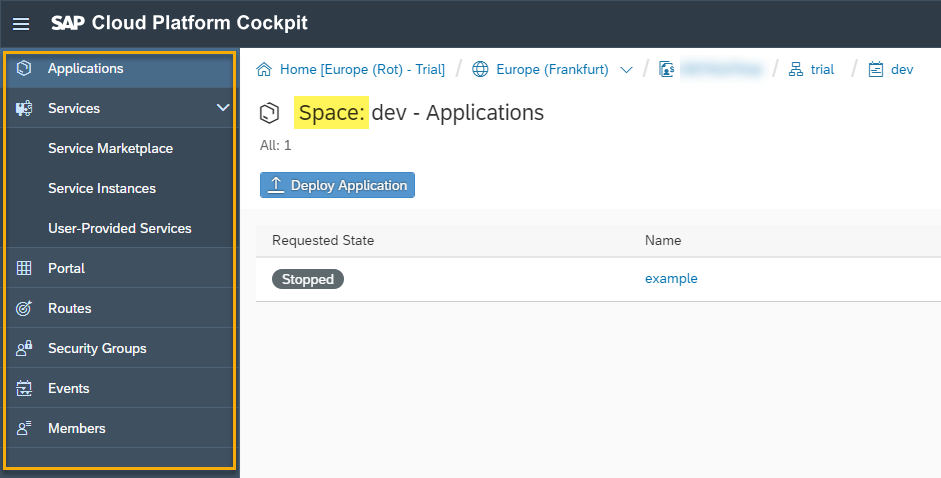 SAP Cloud Platform Cockpit
Applications
Services
Service Marketplace
Service Instances
User-Provided Services
Portal
Routes
Security Groups
Events
Members
Home [Europe (Rot) - Trial] / Europe (Frankfurt) / / trial / dev
Space: dev - Applications
All: 1
Deploy Application
Requested State Name
Stopped example